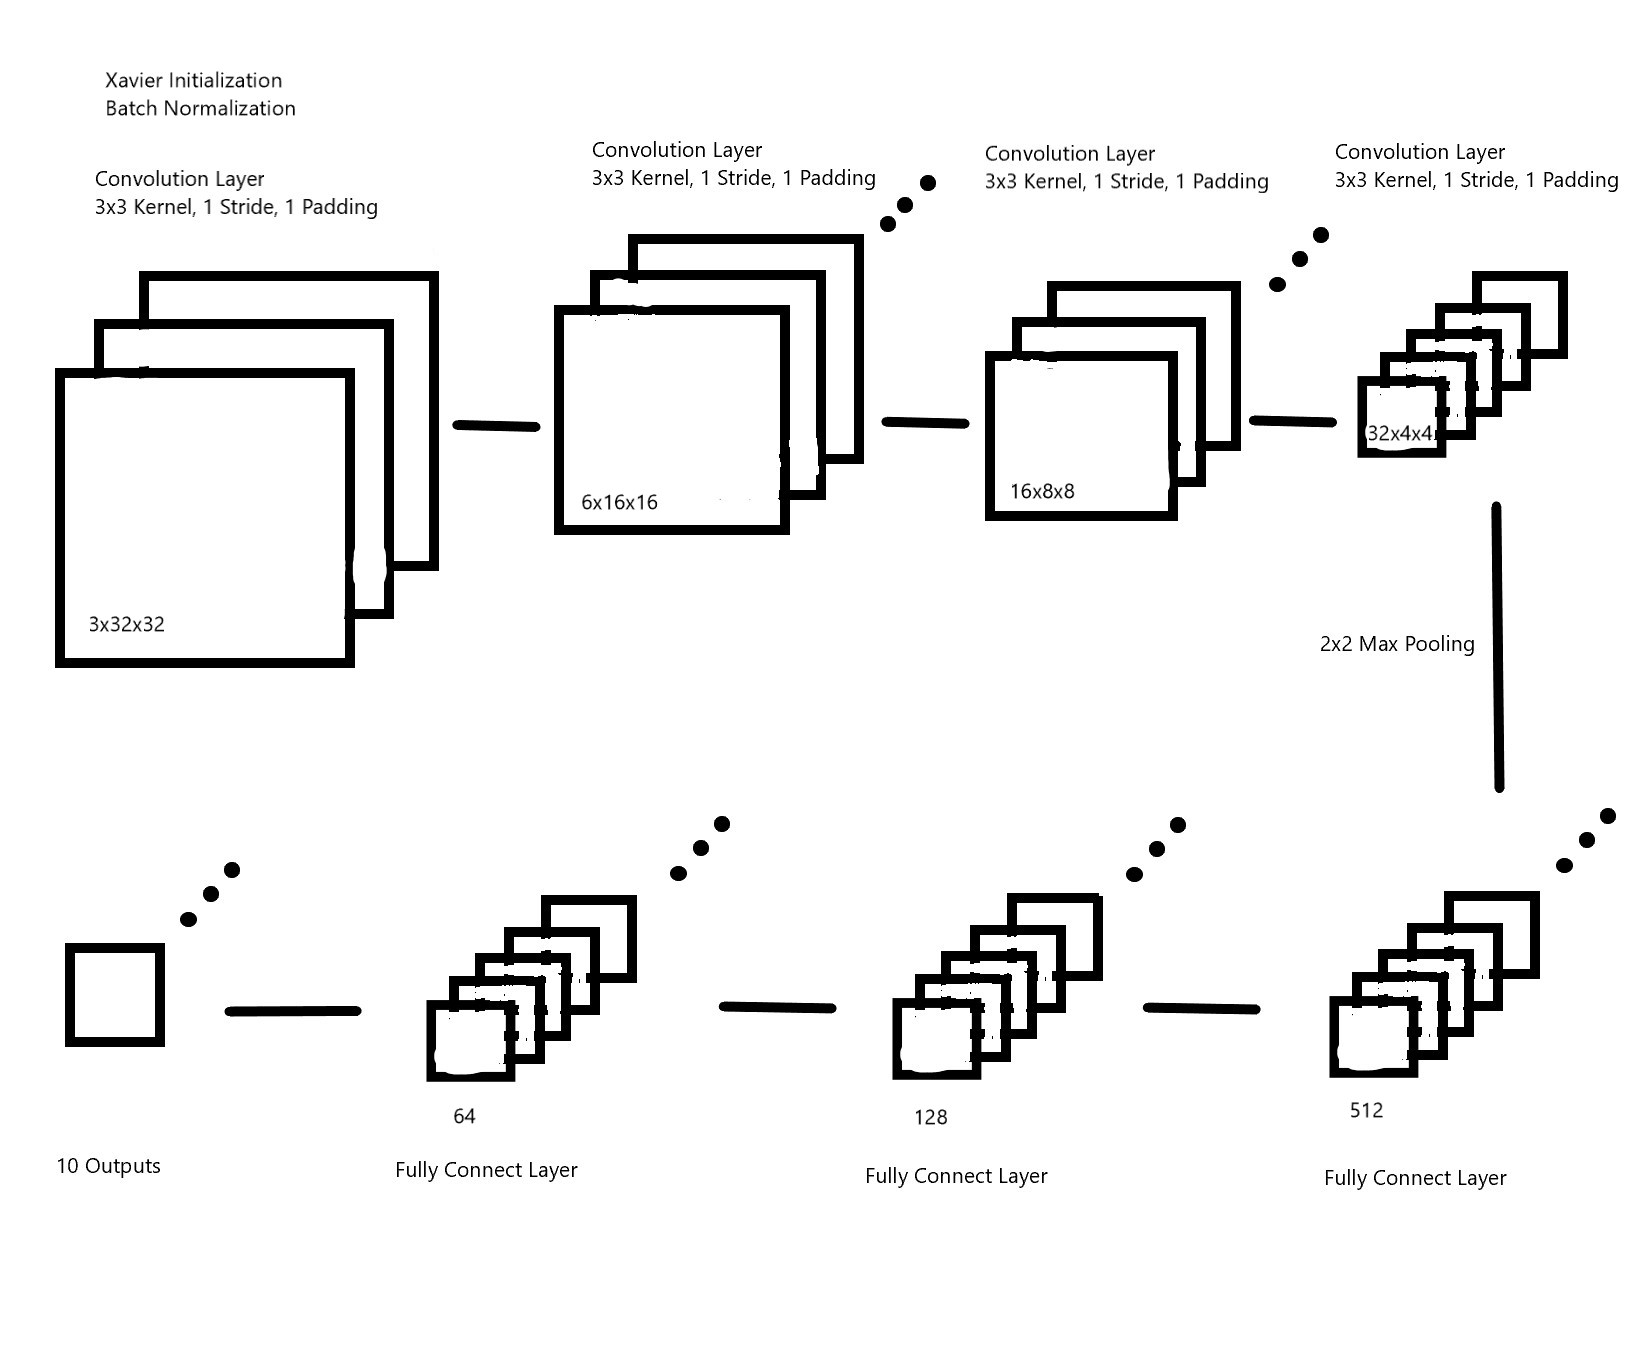 Xavier Initialization
Batch Normalization
Convolution Layer
3x3 Kernel, 1 Stride, 1 Padding
Convolution Layer
3x3 Kernel, 1 Stride, 1 Padding
Convolution Layer
3x3 Kernel, 1 Stride, 1 Padding
Convolution Layer
3x3 Kernel, 1 Stride, 1 Padding
3x32x32
6x16x16
16x8x8
32x4x4
2x2 Max Pooling
64
128
512
10 Outputs
Fully Connect Layer
Fully Connect Layer
Fully Connect Layer